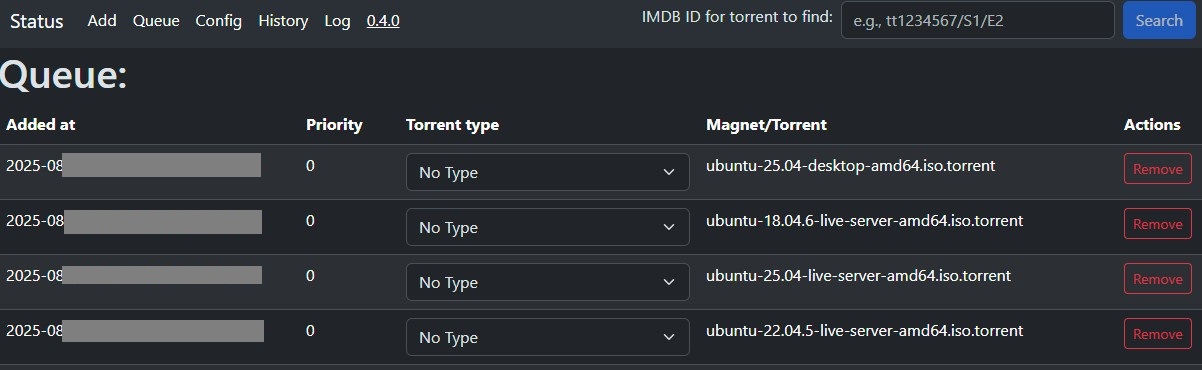 Status Add Queue Config History Log 0.4.0 IMDB ID for torrent to find: e.g., tt1234567/S1/E2 Search
Queue:
Added at Priority Torrent type Magnet/Torrent Actions
2025-08 0 No Type ubuntu-25.04-desktop-amd64.iso.torrent Remove
2025-08 0 No Type ubuntu-18.04.6-live-server-amd64.iso.torrent Remove
2025-08 0 No Type ubuntu-25.04-live-server-amd64.iso.torrent Remove
2025-08 0 No Type ubuntu-22.04.5-live-server-amd64.iso.torrent Remove